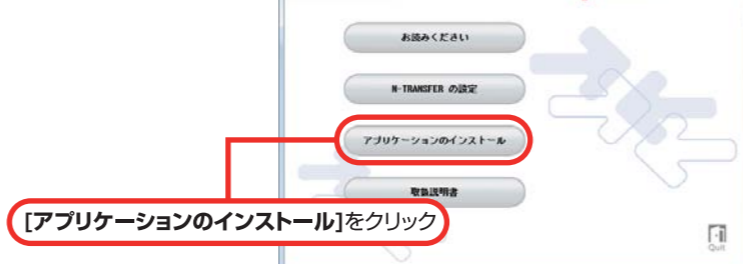 お読みください
N-TRANSFER の設定
アプリケーションのインストール
取扱説明書
[アプリケーションのインストール]をクリック
Quit